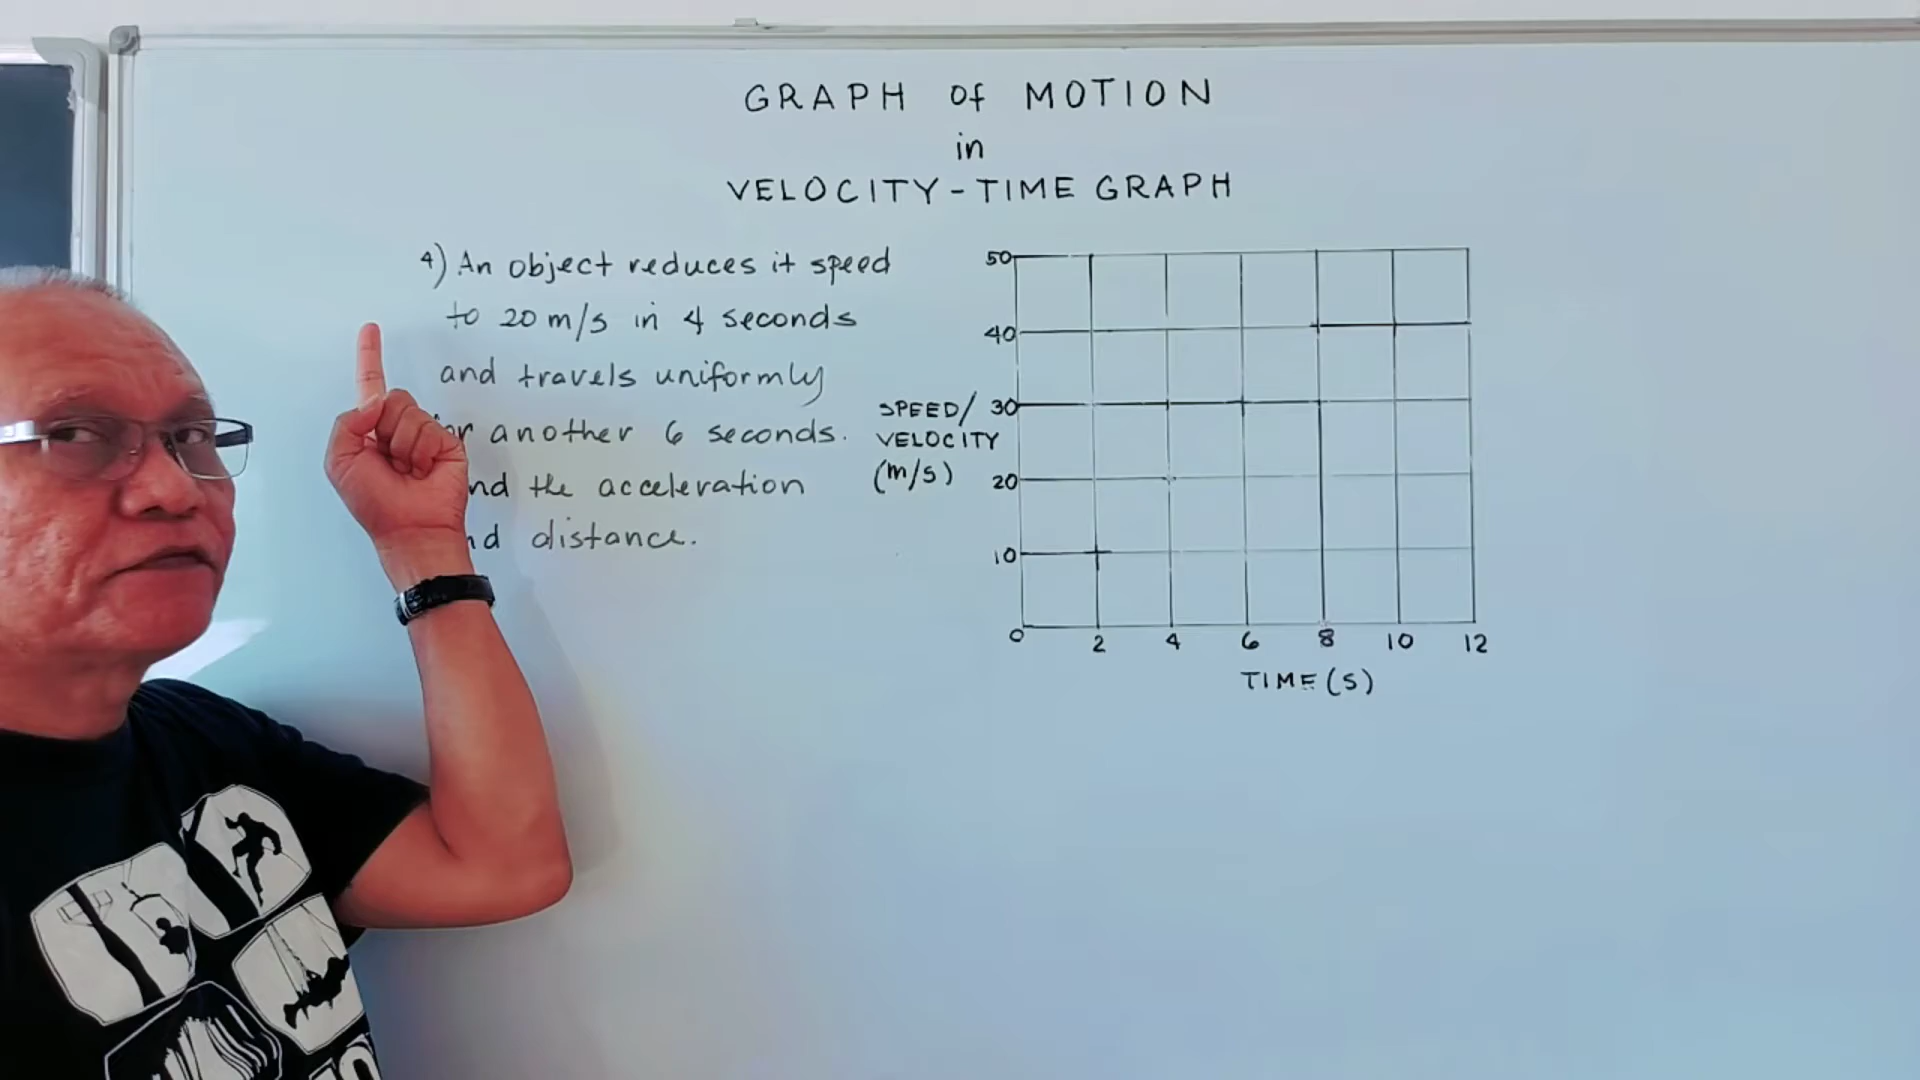 GRAPH of MOTION
in
VELOCITY-TIME GRAPH
4) An object reduces it speed
to 20 m/s in 4 seconds
and travels uniformly
another 6 seconds.
the acceleration
distance.
SPEED/
VELOCITY
(m/s)
50
40
30
20
10
0 2 4 6 8 10 12
TIME (S)